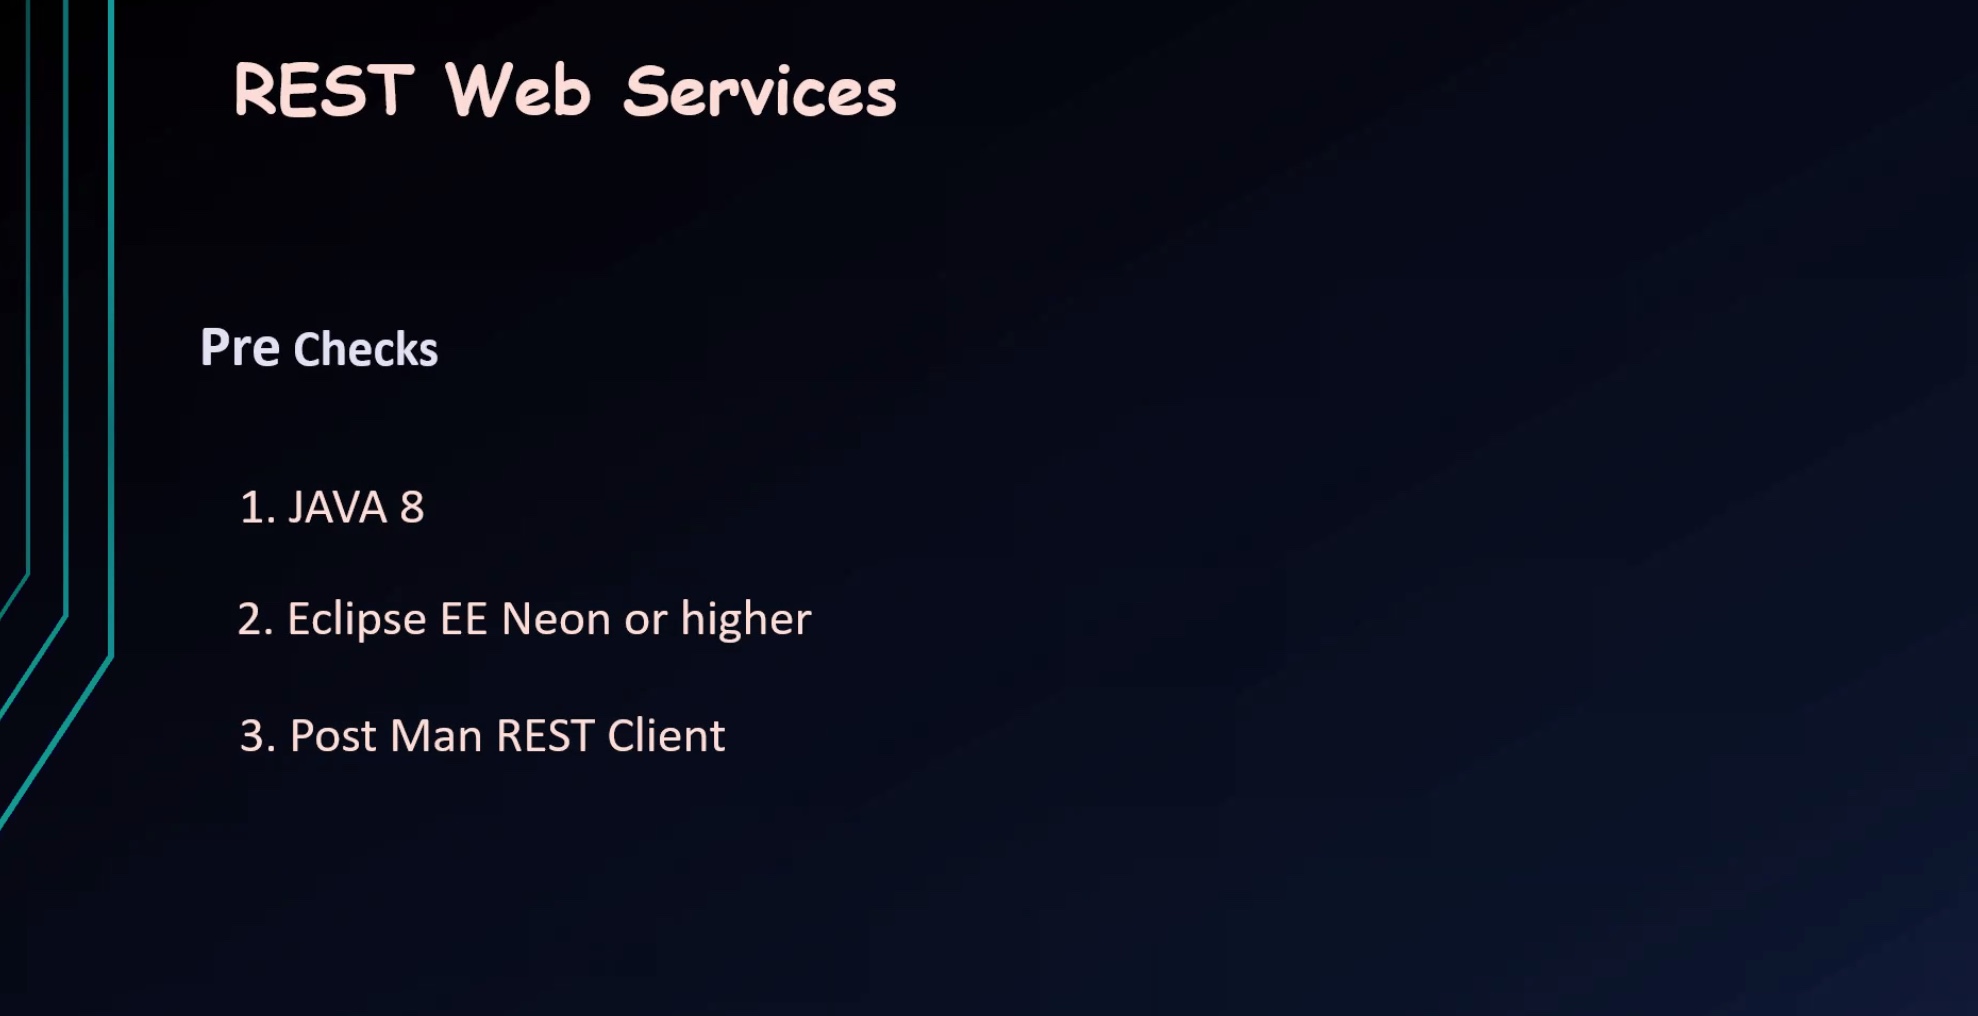 REST Web Services
Pre Checks
1. JAVA 8
2. Eclipse EE Neon or higher
3. Post Man REST Client